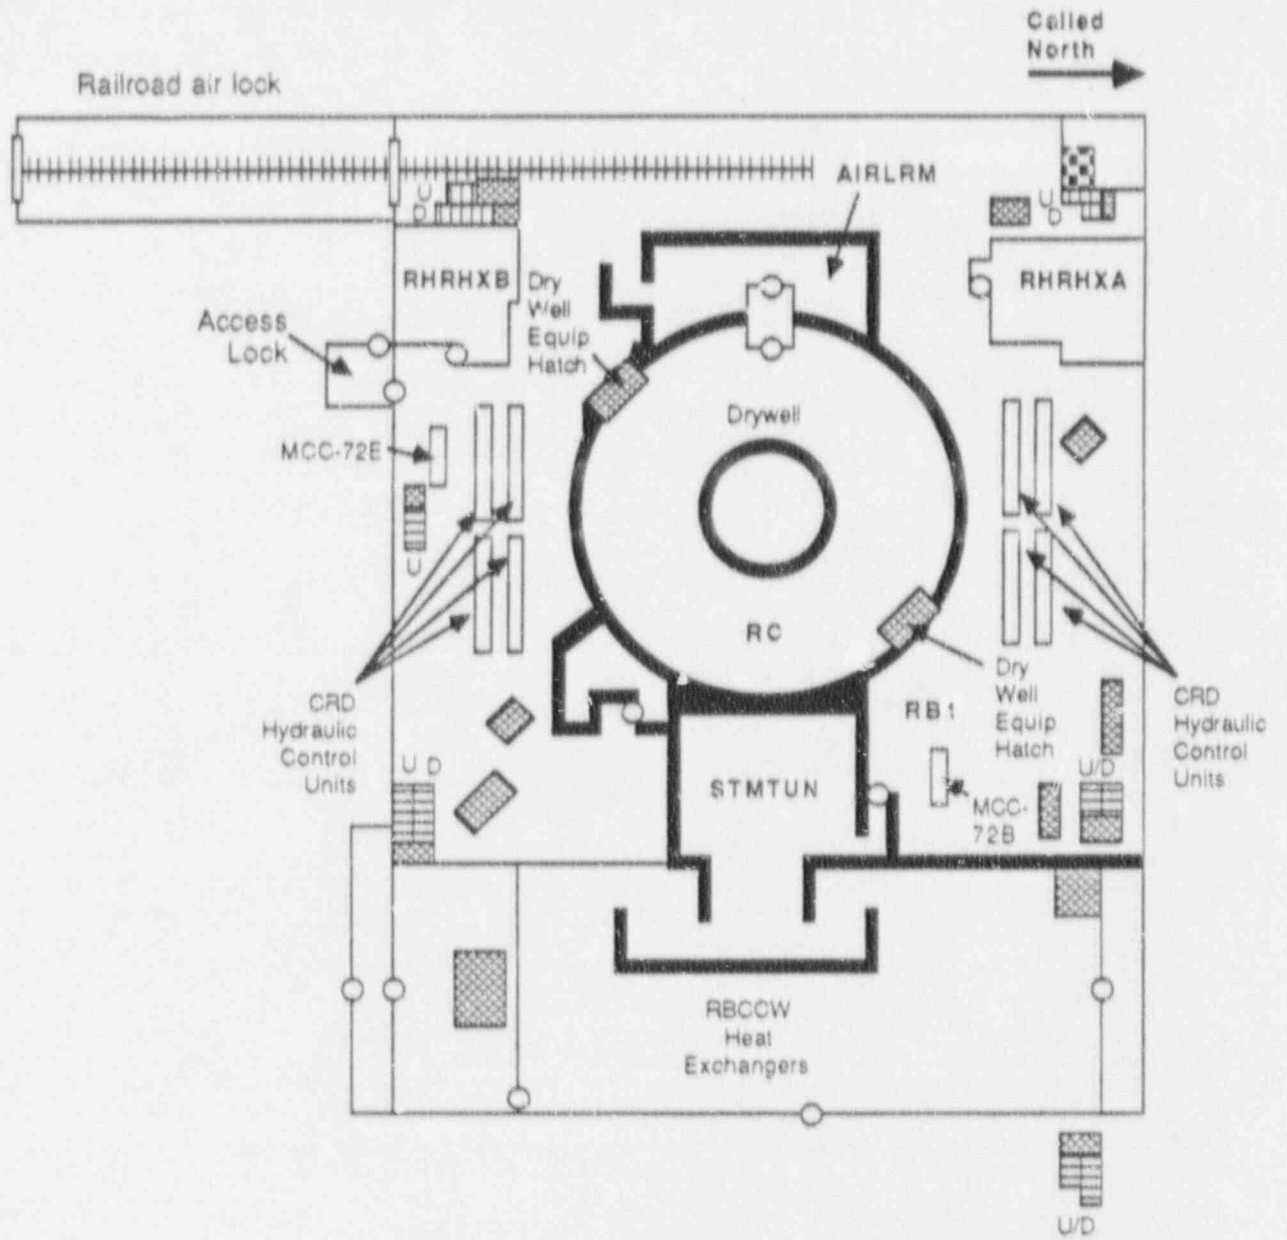 Called
North
Railroad air lock
AIRLRM
U
D
U
D
RHRHXB
Dry
Well
Equip
Hatch
RHRHXA
Access
Lock
Drywell
MCC-72E
U
RC
Dry
Well
Equip
Hatch
CRD
Hydraulic
Control
Units
RB1
CRD
Hydraulic
Control
Units
U D
STMTUN
U/D
MCC-
72B
RBCCW
Heat
Exchangers
U/D